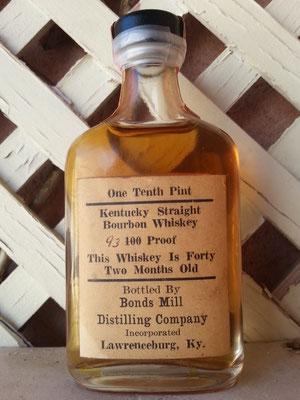 One Tenth Pint
Kentucky Straight
Bourbon Whiskey
93 100 Proof
This Whiskey Is Forty
Two Months Old
Bottled By
Bonds Mill
Distilling Company
Incorporated
Lawrenceburg, Ky.